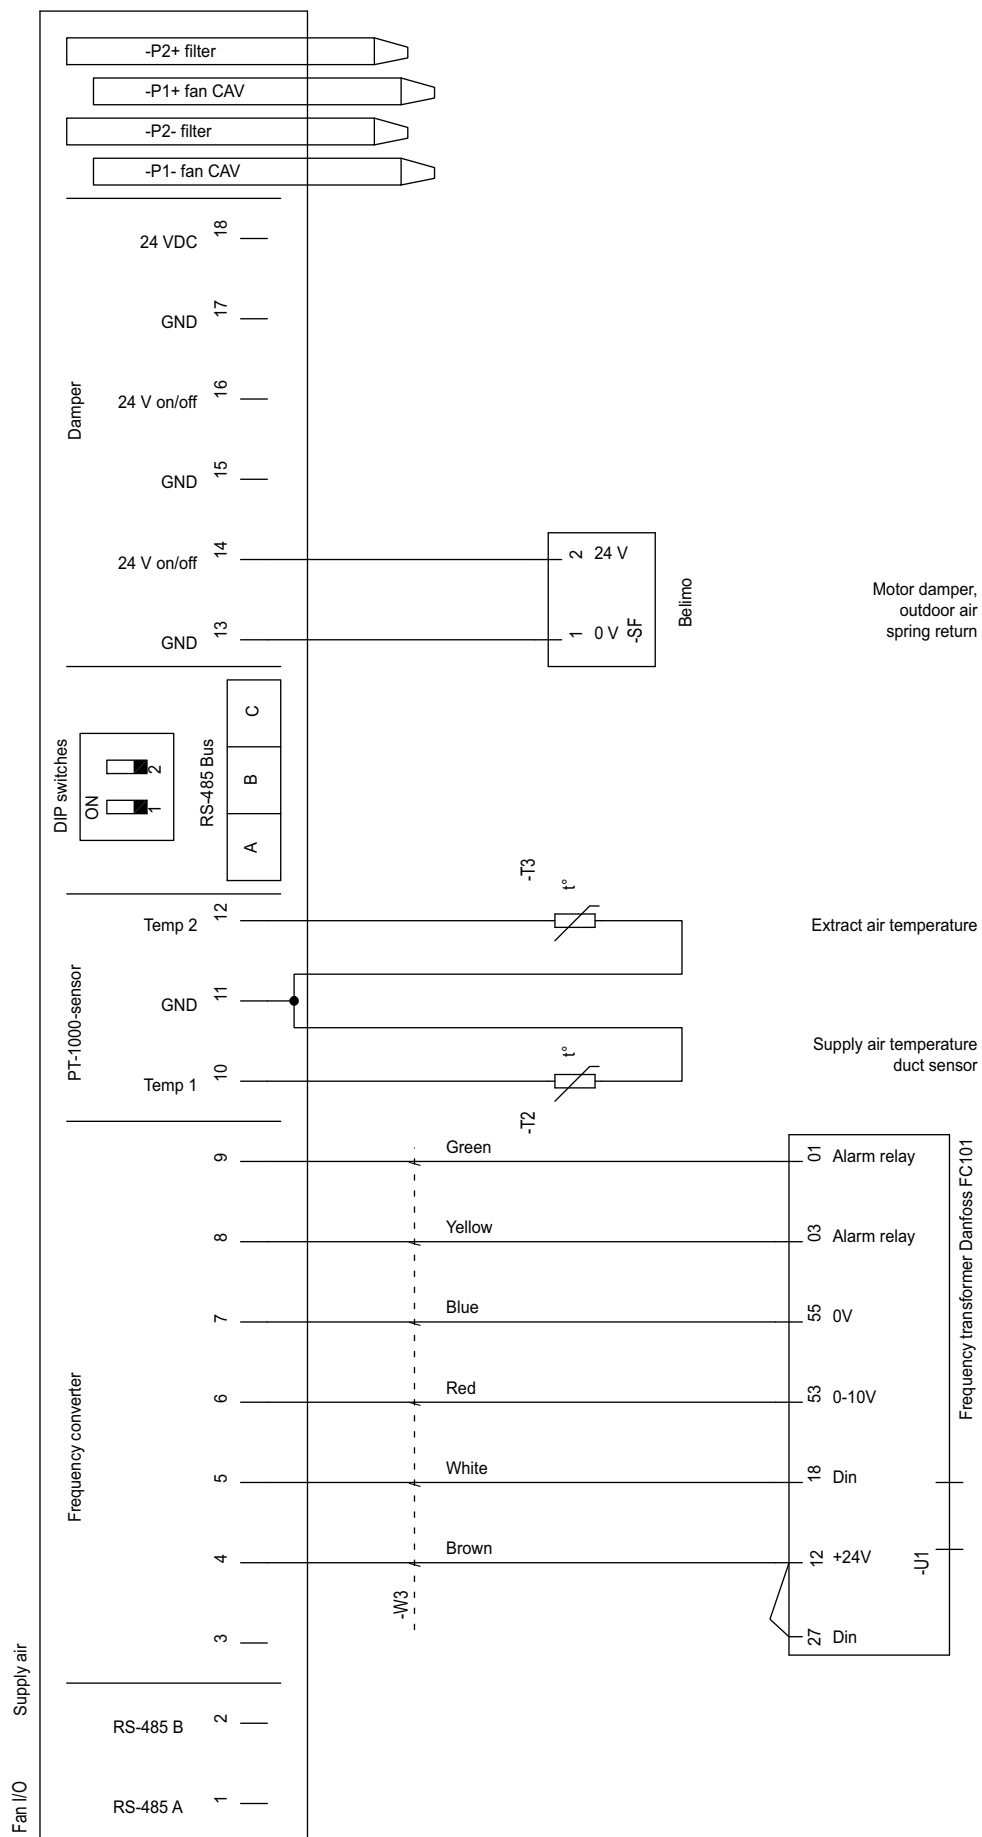 -P2+ filter
-P1+ fan CAV
-P2- filter
-P1- fan CAV
Damper
24 VDC 18
GND 17
24 V on/off 16
GND 15
24 V on/off 14
GND 13
2 24 V
1 0 V
-SF
Belimo
Motor damper,
outdoor air
spring return
DIP switches
ON
1 2
RS-485 Bus
A B C
PT-1000-sensor
Temp 2 12
GND 11
Temp 1 10
-T3
t°
Extract air temperature
t°
-T2
Supply air temperature
duct sensor
Frequency converter
9 Green 01 Alarm relay
8 Yellow 03 Alarm relay
7 Blue 55 0V
6 Red 53 0-10V
5 White 18 Din
4 Brown 12 +24V
3 27 Din
-W3
-U1
Frequency transformer Danfoss FC101
RS-485 B 2
RS-485 A 1
Fan I/O Supply air